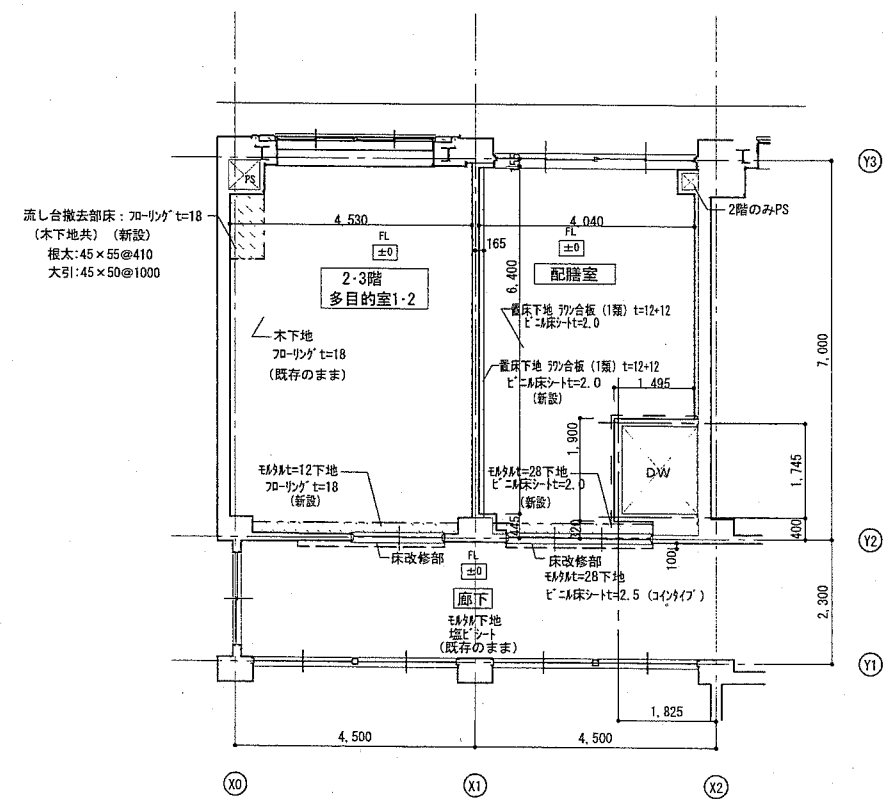 Y3
PS
155
流し台撤去部床：フローリングt=18
(木下地共) (新設)
根太:45×55@410
大引:45×50@1000
4,530
FL
±0
2・3階
多目的室1・2
木下地
フローリングt=18
(既存のまま)
165
6,400
4,040
FL
±0
配膳室
2階のみPS
置床下地 ラワン合板 (1類) t=12+12
ビニル床シートt=2.0
置床下地 ラワン合板 (1類) t=12+12
ビニル床シートt=2.0
(新設)
1,495
7,000
1,900
DW
1,745
モルタルt=12下地
フローリングt=18
(新設)
モルタルt=28下地
ビニル床シートt=2.0
(新設)
445
320
400
Y2
床改修部
FL
±0
廊下
モルタル下地
塩ビシート
(既存のまま)
床改修部
モルタルt=28下地
ビニル床シートt=2.5 (コインタイプ)
100
2,300
Y1
1,825
4,500
4,500
X0
X1
X2